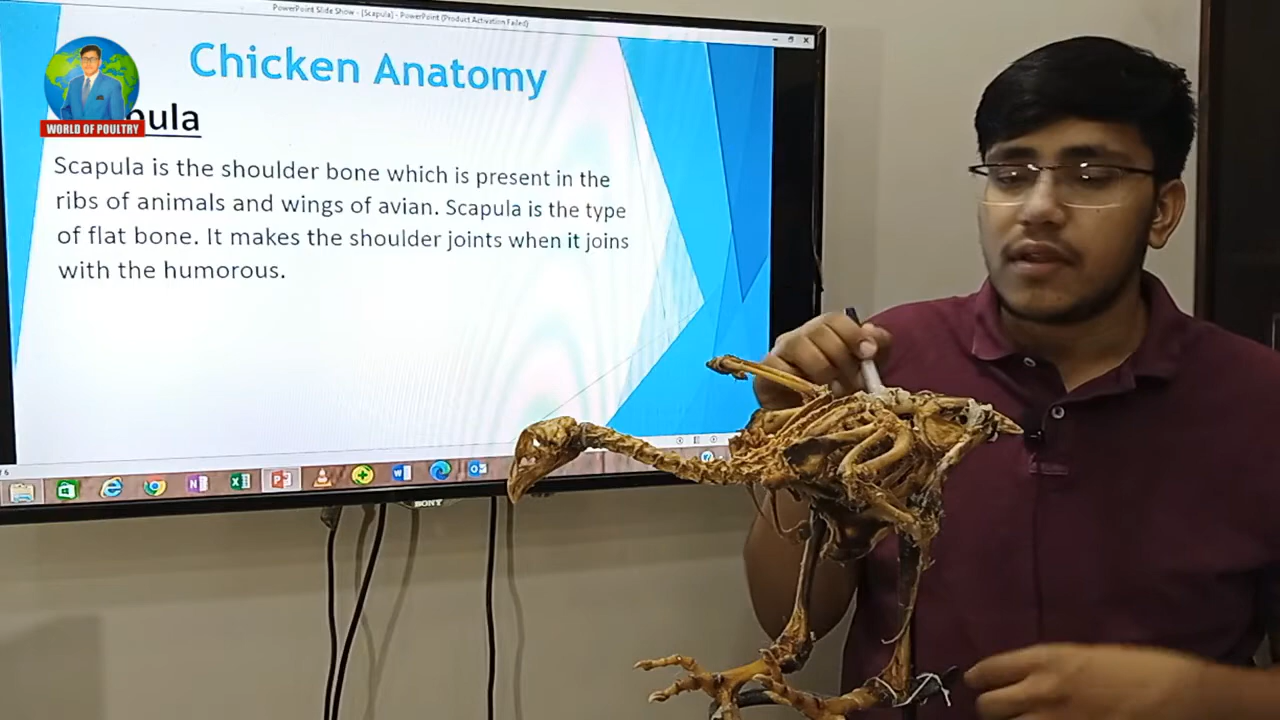 PowerPoint Slide Show - [Scapula] - PowerPoint (Product Activation Failed)
Chicken Anatomy
pula
WORLD OF POULTRY
Scapula is the shoulder bone which is present in the
ribs of animals and wings of avian. Scapula is the type
of flat bone. It makes the shoulder joints when it joins
with the humorous.
SONY